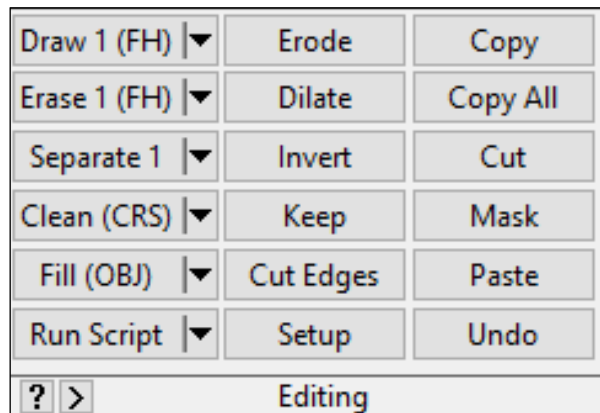 Draw 1 (FH) Erode Copy
Erase 1 (FH) Dilate Copy All
Separate 1 Invert Cut
Clean (CRS) Keep Mask
Fill (OBJ) Cut Edges Paste
Run Script Setup Undo
? > Editing